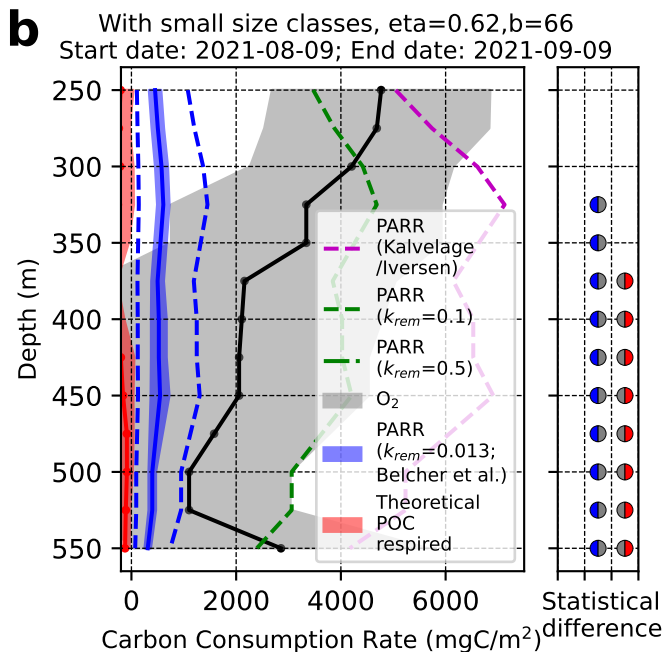 b
With small size classes, eta=0.62,b=66
Start date: 2021-08-09; End date: 2021-09-09
250
300
350
400
450
500
550
Depth (m)
PARR
(Kalvelage
/Iversen)
PARR
(k_rem=0.1)
PARR
(k_rem=0.5)
O₂
PARR
(k_rem=0.013;
Belcher et al.)
Theoretical
POC
respired
0 2000 4000 6000
Carbon Consumption Rate (mgC/m²)
Statistical
difference